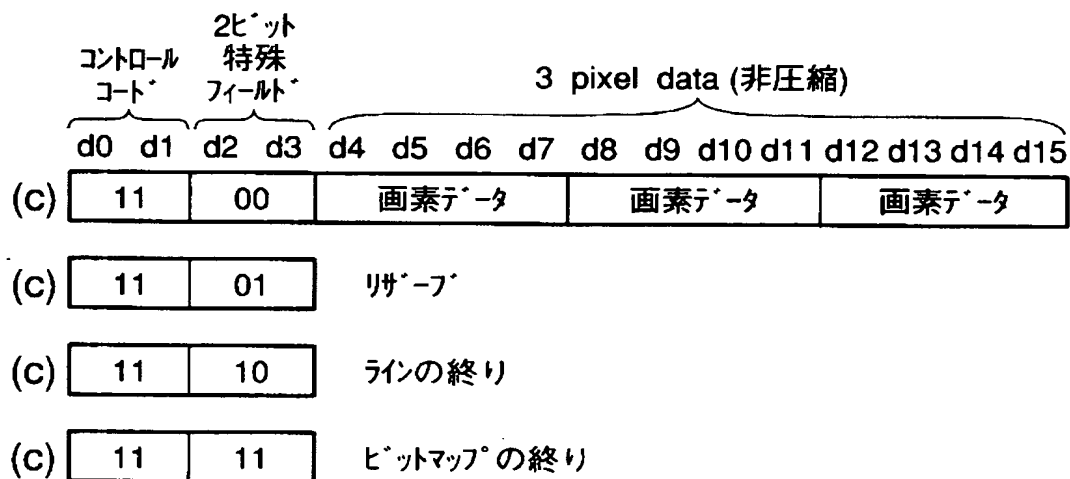 コントロール
コード
2ビット
特殊
フィールド
3 pixel data (非圧縮)
d0 d1 d2 d3 d4 d5 d6 d7 d8 d9 d10 d11 d12 d13 d14 d15
(c) 11 00 画素データ 画素データ 画素データ
(c) 11 01 リザーブ
(c) 11 10 ラインの終り
(c) 11 11 ビットマップの終り